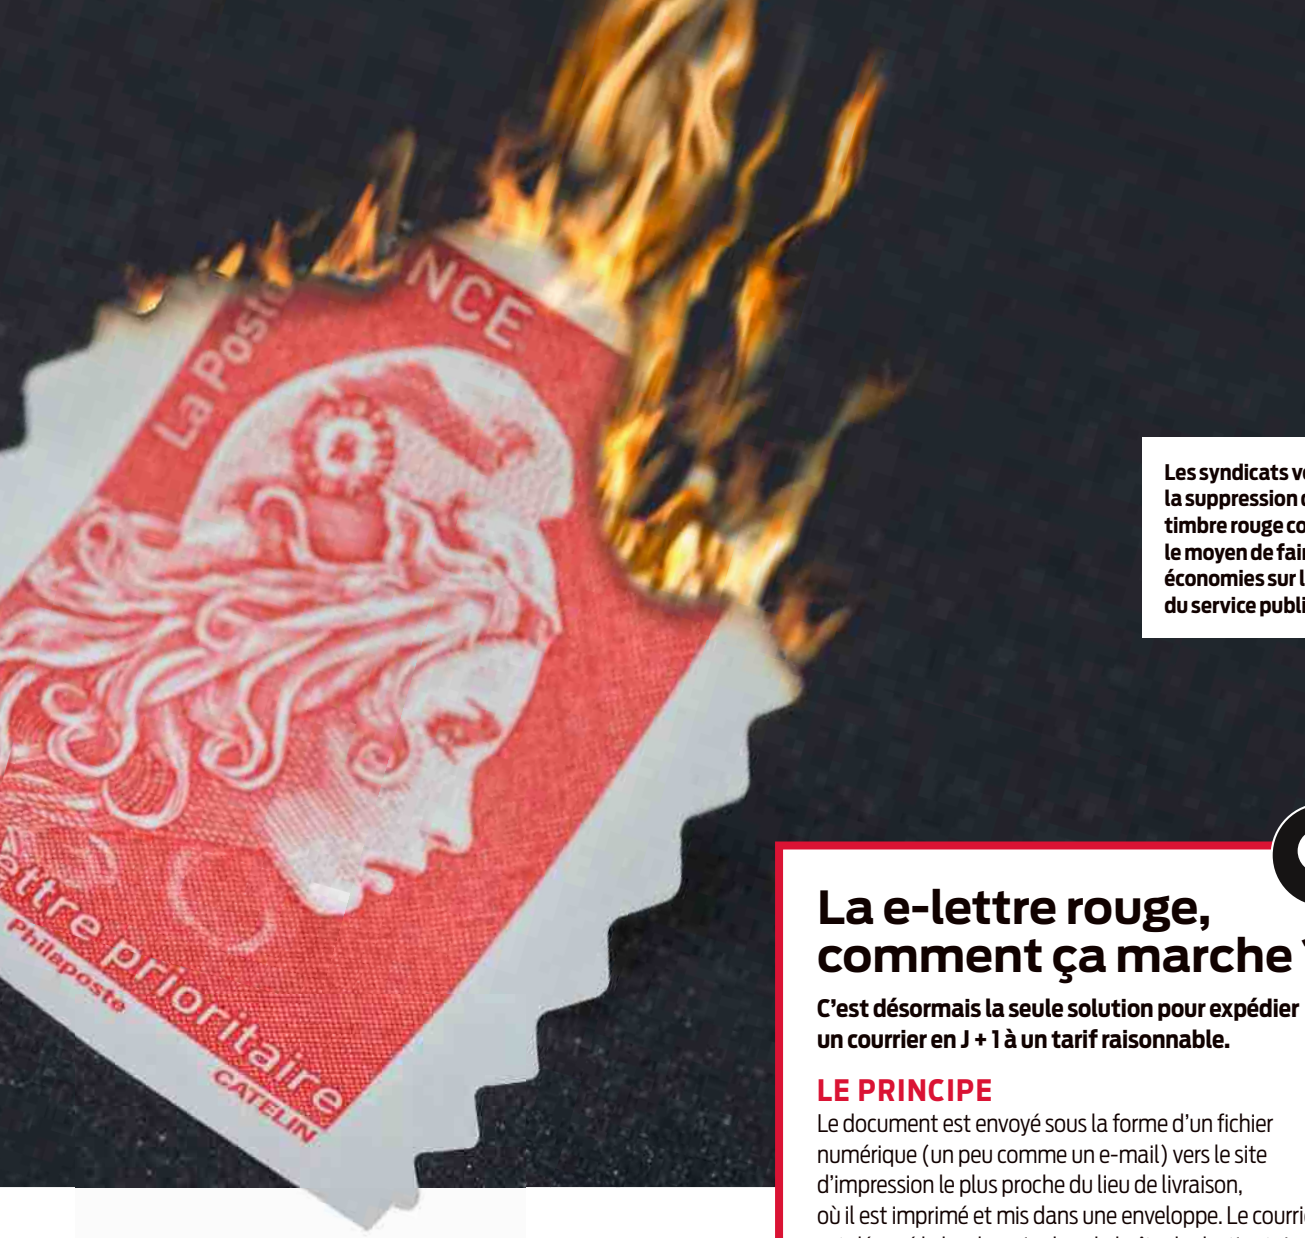 NCE
La Poste
Lettre prioritaire
Philaposte
CATELIN
Les syndicats
la suppression
timbre rouge
le moyen de
économies sur
du service
La e-lettre rouge,
comment ça marche
C'est désormais la seule solution pour expédier
un courrier en J + 1 à un tarif raisonnable.
LE PRINCIPE
Le document est envoyé sous la forme d'un fichier
numérique (un peu comme un e-mail) vers le site
d'impression le plus proche du lieu de livraison,
où il est imprimé et mis dans une enveloppe. Le